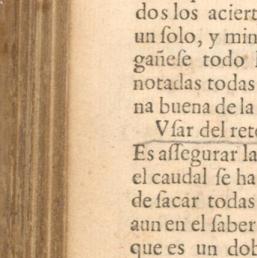 dos los aciert
un ſolo, y min
gañeſe todo l
notadas todas
na buena de la
Vſar del rete
Es aſſegurar la
el caudal ſe ha
de ſacar todas
aun en el ſaber
que es un dob